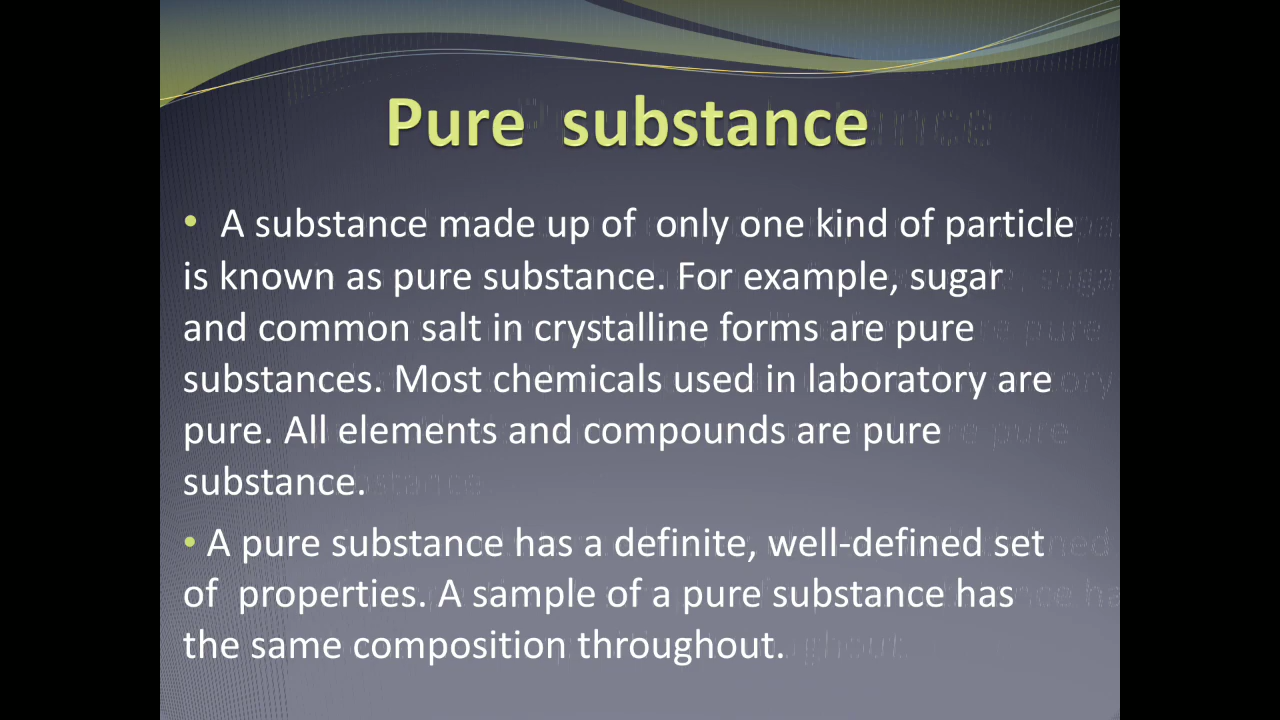 Pure substance
• A substance made up of only one kind of particle
is known as pure substance. For example, sugar
and common salt in crystalline forms are pure
substances. Most chemicals used in laboratory are
pure. All elements and compounds are pure
substance.
• A pure substance has a definite, well-defined set
of properties. A sample of a pure substance has
the same composition throughout.